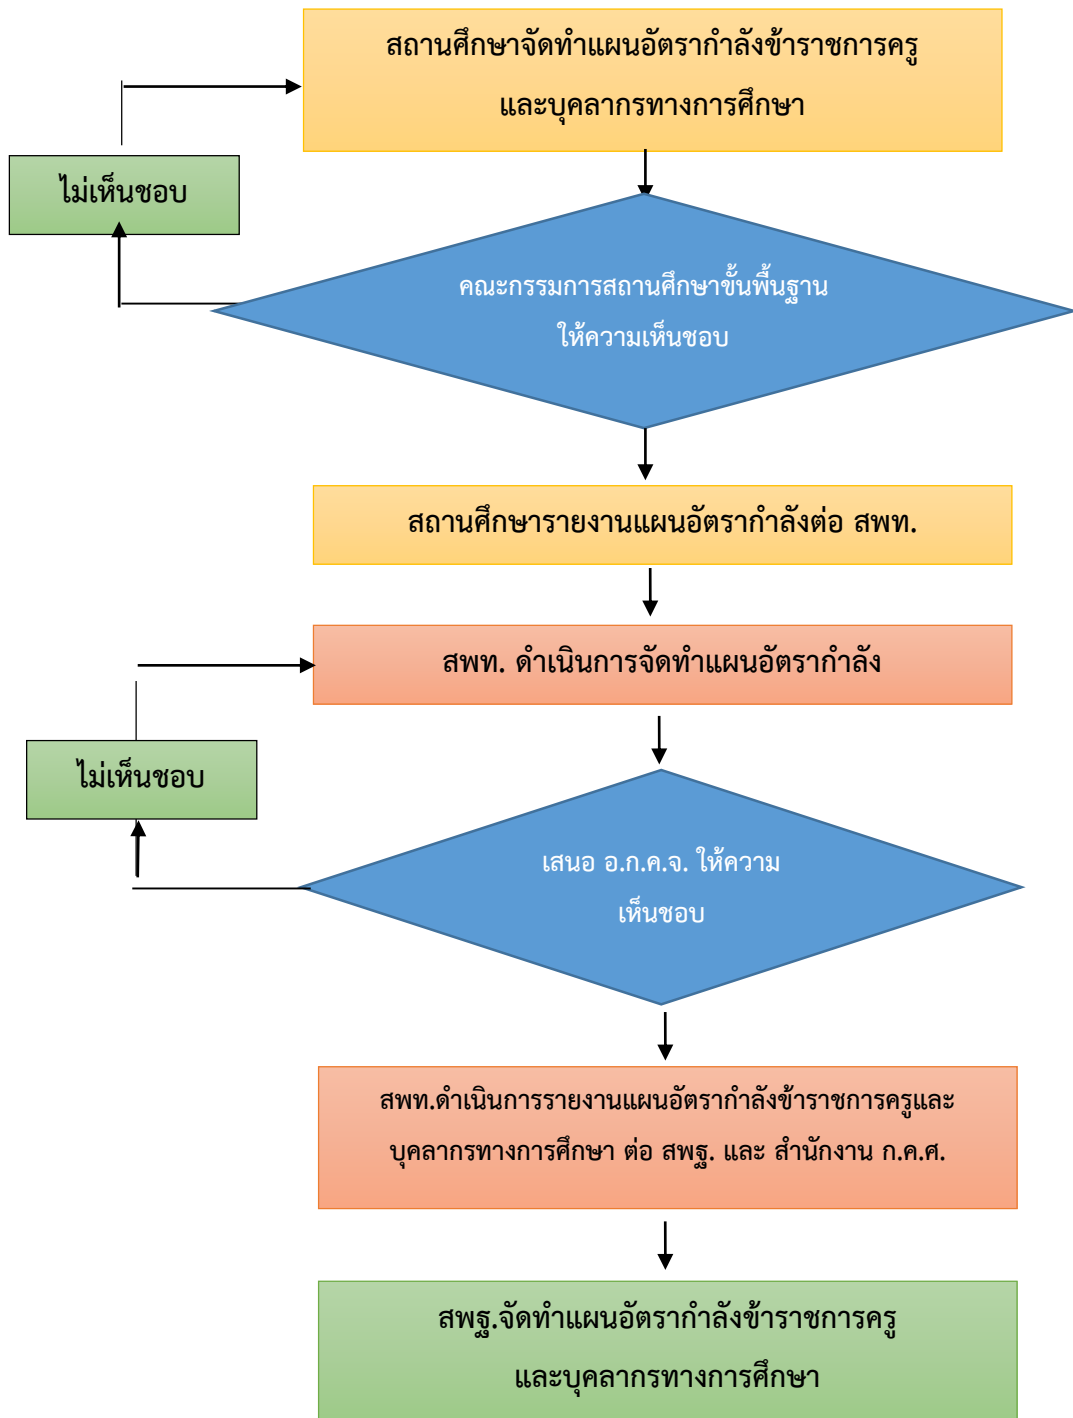 สถานศึกษาจัดทำแผนอัตรากำลังข้าราชการครู
และบุคลากรทางการศึกษา
ไม่เห็นชอบ
คณะกรรมการสถานศึกษาขั้นพื้นฐาน
ให้ความเห็นชอบ
สถานศึกษารายงานแผนอัตรากำลังต่อ สพท.
สพท. ดำเนินการจัดทำแผนอัตรากำลัง
ไม่เห็นชอบ
เสนอ อ.ก.ค.จ. ให้ความ
เห็นชอบ
สพท.ดำเนินการรายงานแผนอัตรากำลังข้าราชการครูและ
บุคลากรทางการศึกษา ต่อ สพฐ. และ สำนักงาน ก.ค.ศ.
สพฐ.จัดทำแผนอัตรากำลังข้าราชการครู
และบุคลากรทางการศึกษา